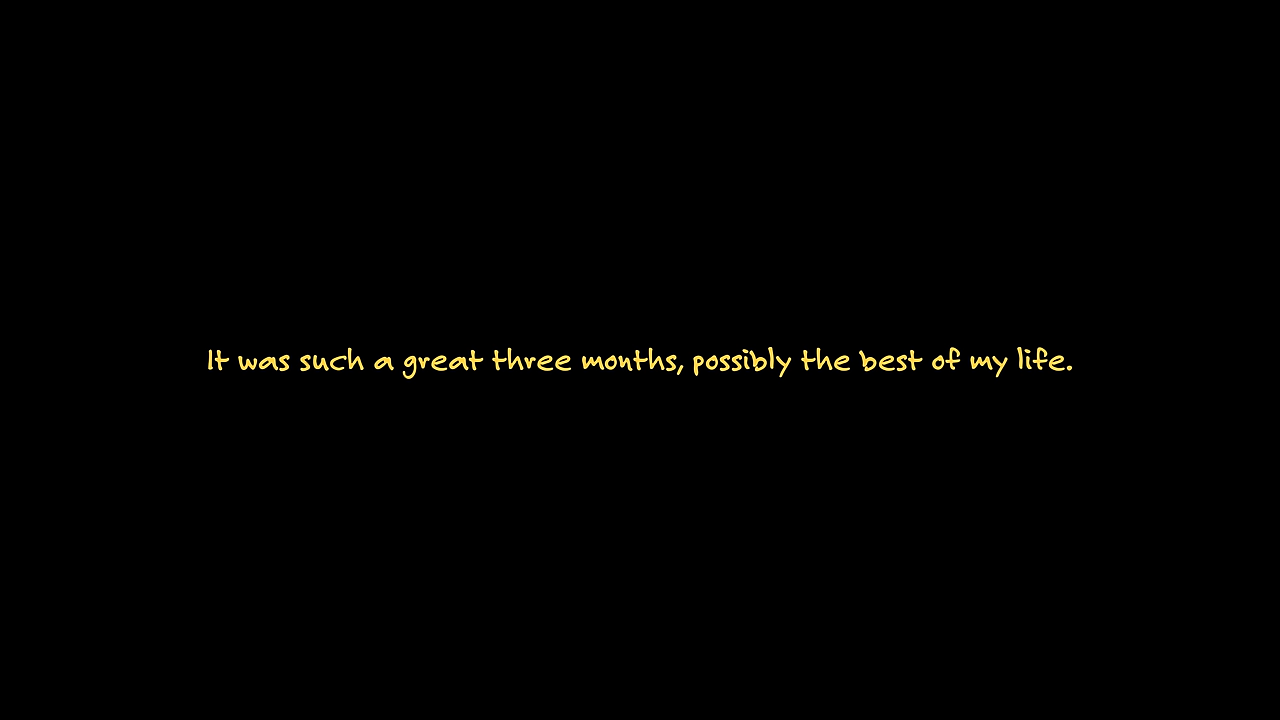 It was such a great three months, possibly the best of my life.